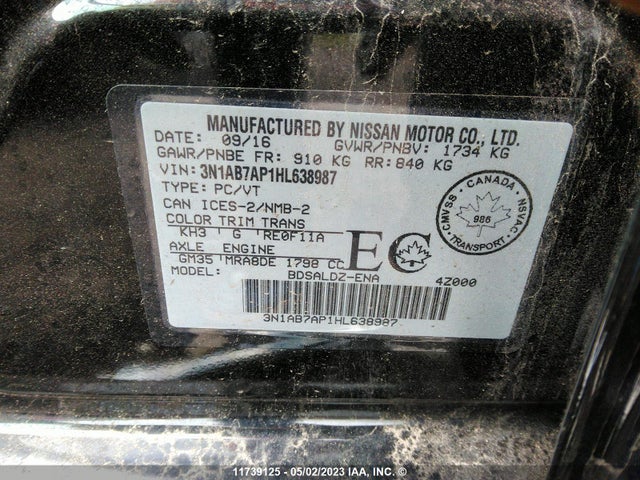 MANUFACTURED BY NISSAN MOTOR CO., LTD.
DATE: 09/16 GVWR/PNBV: 1734 KG
GAWR/PNBE FR: 910 KG RR: 840 KG
VIN: 3N1AB7AP1HL638987
TYPE: PC/VT
CAN ICES-2/NMB-2
COLOR TRIM TRANS
KH3 G RE0F11A
AXLE ENGINE
GM35 MRA8DE 1798 CC
MODEL: BDSALDZ-ENA 4Z000
EC
3N1AB7AP1HL638987
CANADA
CMVSS NSVAC
986
TRANSPORT
11739125 - 05/02/2023 IAA, INC. ©